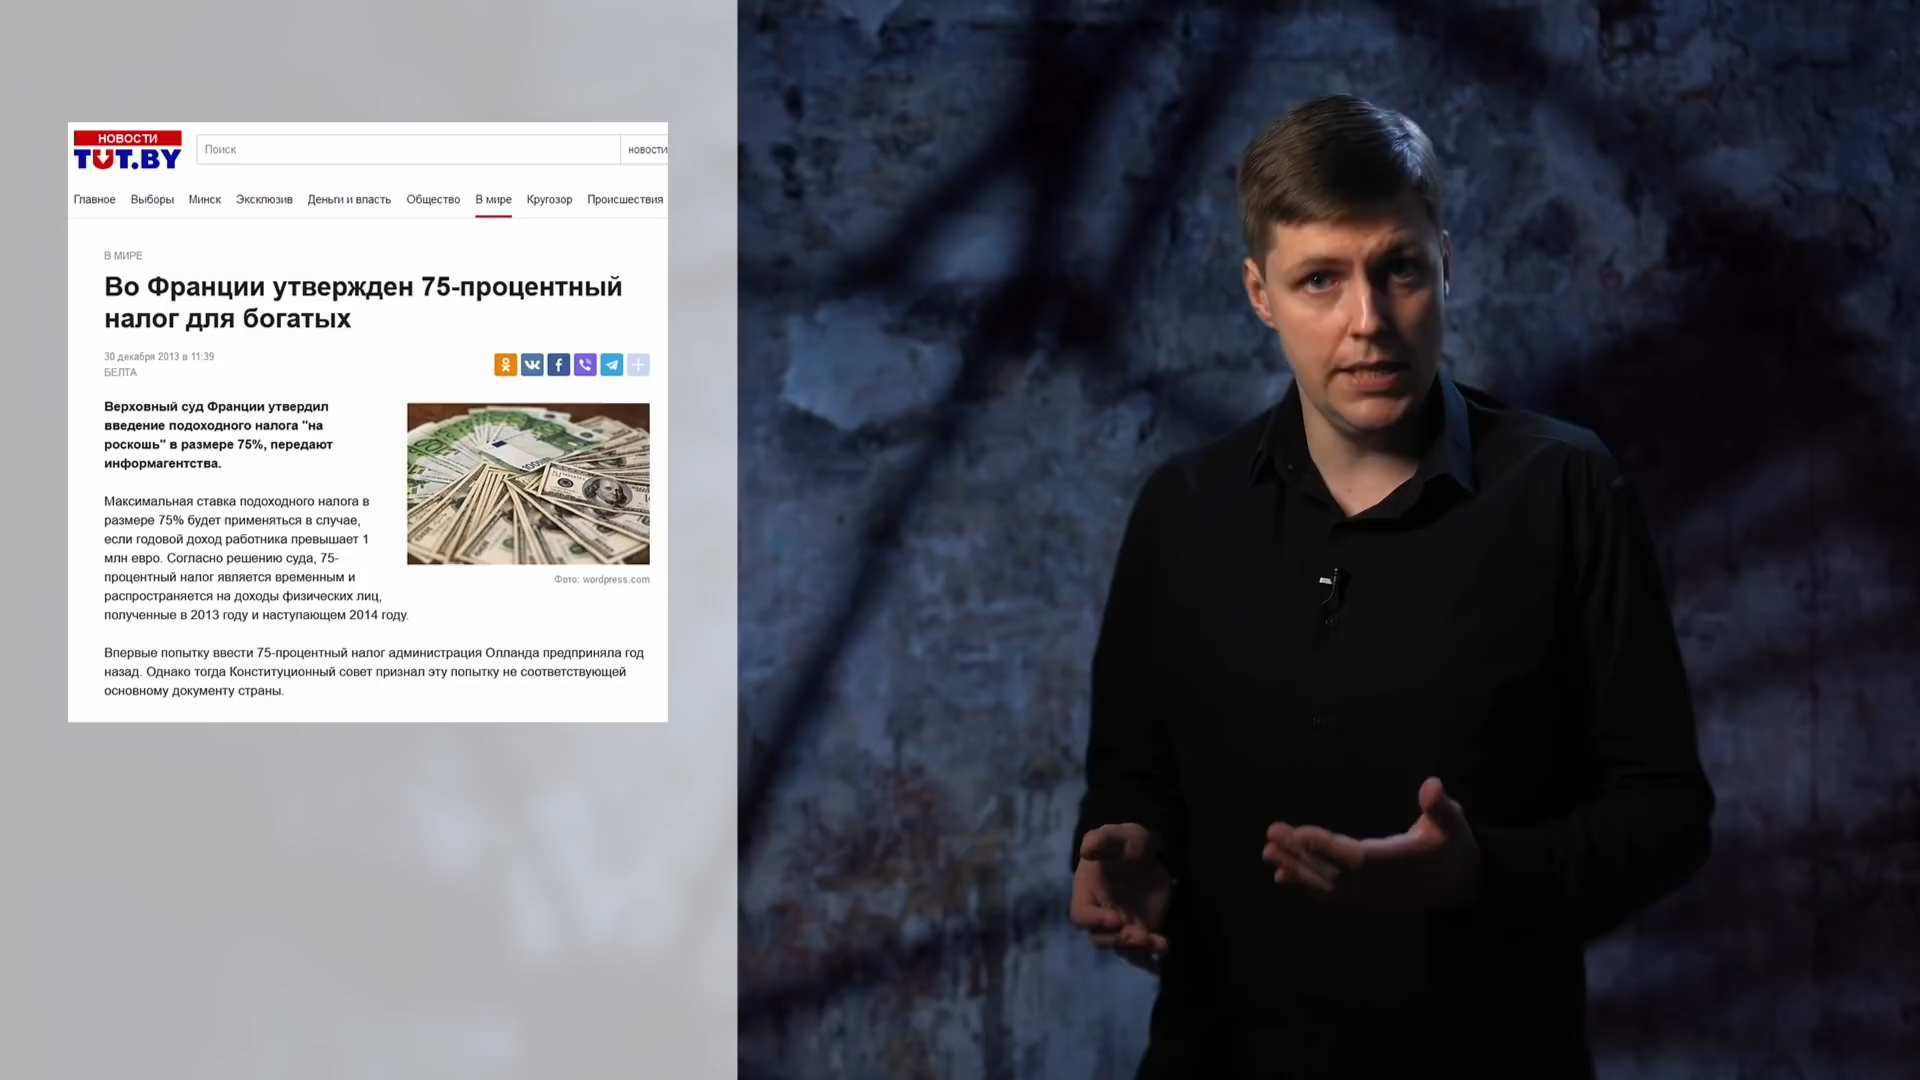 НОВОСТИ
TUT.BY
Поиск
НОВОСТИ
Главное Выборы Минск Эксклюзив Деньги и власть Общество В мире Кругозор Происшествия
В МИРЕ
Во Франции утвержден 75-процентный
налог для богатых
30 декабря 2013 в 11:39
БЕЛТА
Верховный суд Франции утвердил
введение подоходного налога "на
роскошь" в размере 75%, передают
информагентства.
Фото: wordpress.com
Максимальная ставка подоходного налога в
размере 75% будет применяться в случае,
если годовой доход работника превышает 1
млн евро. Согласно решению суда, 75-
процентный налог является временным и
распространяется на доходы физических лиц,
полученные в 2013 году и наступающем 2014 году.
Впервые попытку ввести 75-процентный налог администрация Олланда предприняла год
назад. Однако тогда Конституционный совет признал эту попытку не соответствующей
основному документу страны.